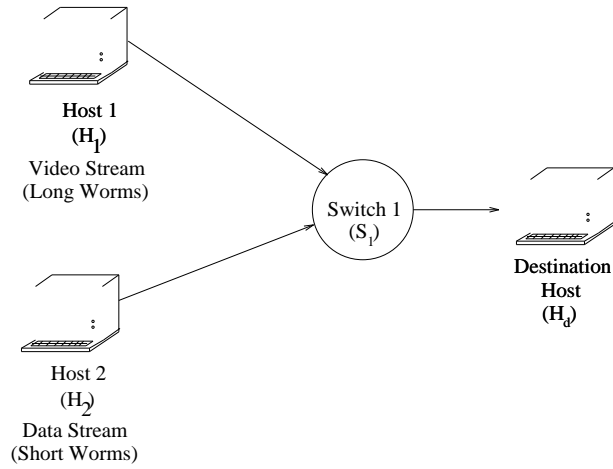 Host 1
(H1)
Video Stream
(Long Worms)
Switch 1
(S1)
Destination
Host
(Hd)
Host 2
(H2)
Data Stream
(Short Worms)